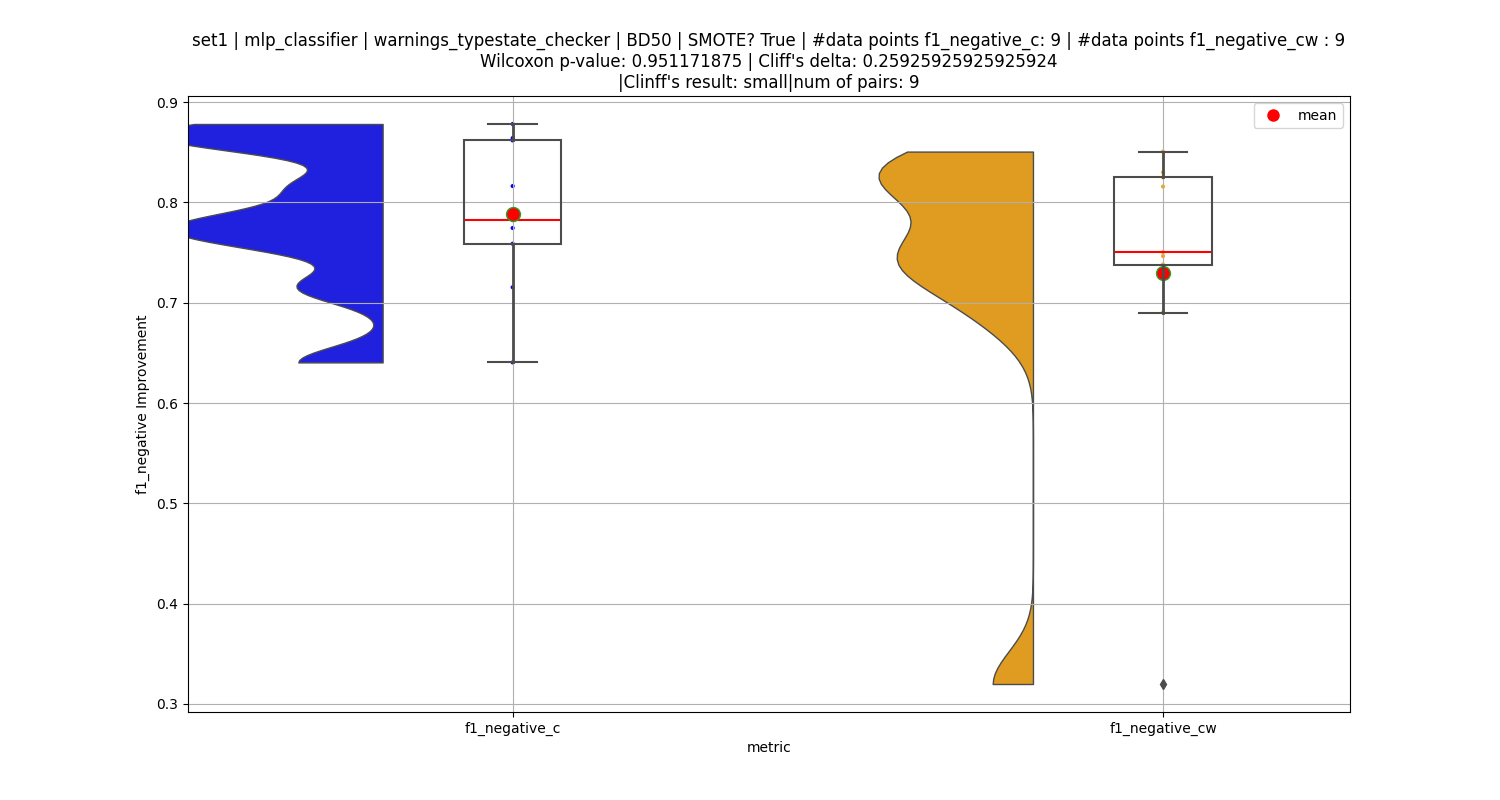 set1 | mlp_classifier | warnings_typestate_checker | BD50 | SMOTE? True | #data points f1_negative_c: 9 | #data points f1_negative_cw : 9
Wilcoxon p-value: 0.951171875 | Cliff's delta: 0.25925925925925924
|Clinff's result: small|num of pairs: 9
mean
0.9
0.8
0.7
0.6
0.5
0.4
0.3
f1_negative Improvement
f1_negative_c
f1_negative_cw
metric